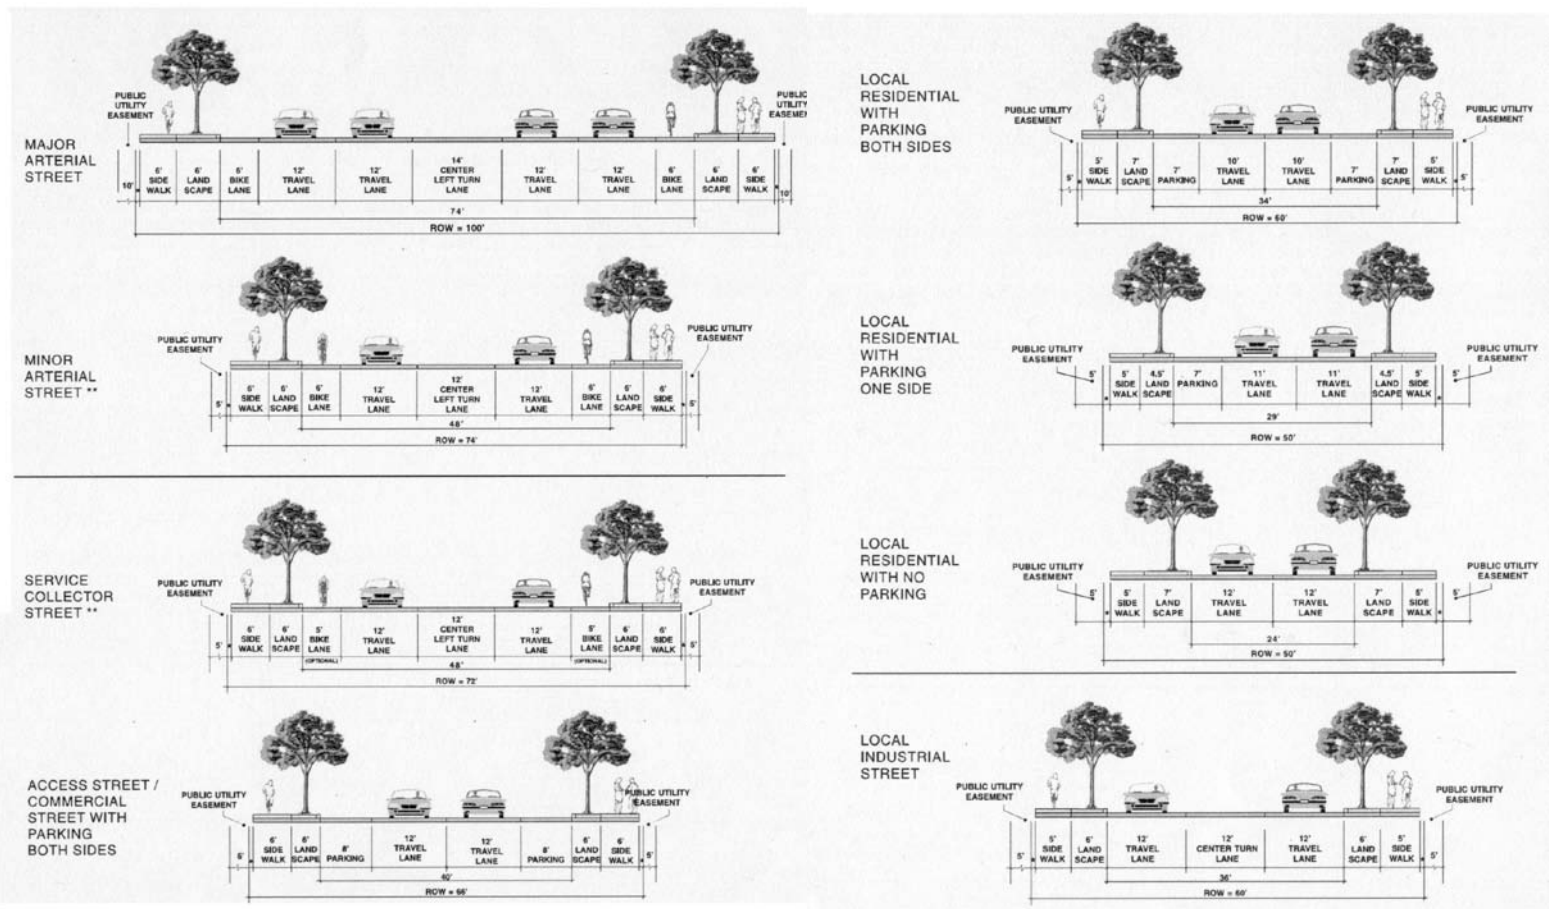 PUBLIC
UTILITY
EASEMENT
PUBLIC
UTILITY
EASEMEN
MAJOR
ARTERIAL
STREET
10'
6'
SIDE
WALK
6'
LAND
SCAPE
5'
BIKE
LANE
12'
TRAVEL
LANE
12'
TRAVEL
LANE
14'
CENTER
LEFT TURN
LANE
12'
TRAVEL
LANE
12'
TRAVEL
LANE
6'
BIKE
LANE
6'
LAND
SCAPE
6'
SIDE
WALK
10'
74'
ROW = 100'
MINOR
ARTERIAL
STREET **
PUBLIC UTILITY
EASEMENT
PUBLIC UTILITY
EASEMENT
5'
6'
SIDE
WALK
6'
LAND
SCAPE
6'
BIKE
LANE
12'
TRAVEL
LANE
12'
CENTER
LEFT TURN
LANE
12'
TRAVEL
LANE
6'
BIKE
LANE
6'
LAND
SCAPE
6'
SIDE
WALK
5'
48'
ROW = 74'
SERVICE
COLLECTOR
STREET **
PUBLIC UTILITY
EASEMENT
PUBLIC UTILITY
EASEMENT
5'
6'
SIDE
WALK
6'
LAND
SCAPE
5'
BIKE
LANE
(OPTIONAL)
12'
TRAVEL
LANE
12'
CENTER
LEFT TURN
LANE
12'
TRAVEL
LANE
5'
BIKE
LANE
(OPTIONAL)
6'
LAND
SCAPE
6'
SIDE
WALK
5'
48'
ROW = 72'
ACCESS STREET /
COMMERCIAL
STREET WITH
PARKING
BOTH SIDES
PUBLIC UTILITY
EASEMENT
PUBLIC UTILITY
EASEMENT
5'
6'
SIDE
WALK
6'
LAND
SCAPE
8'
PARKING
12'
TRAVEL
LANE
12'
TRAVEL
LANE
8'
PARKING
6'
LAND
SCAPE
6'
SIDE
WALK
5'
40'
ROW = 66'
LOCAL
RESIDENTIAL
WITH
PARKING
BOTH SIDES
PUBLIC UTILITY
EASEMENT
PUBLIC UTILITY
EASEMENT
5'
5'
SIDE
WALK
7'
LAND
SCAPE
7'
PARKING
10'
TRAVEL
LANE
10'
TRAVEL
LANE
7'
PARKING
7'
LAND
SCAPE
5'
SIDE
WALK
5'
34'
ROW = 60'
LOCAL
RESIDENTIAL
WITH
PARKING
ONE SIDE
PUBLIC UTILITY
EASEMENT
PUBLIC UTILITY
EASEMENT
5'
5'
SIDE
WALK
4.5'
LAND
SCAPE
7'
PARKING
11'
TRAVEL
LANE
11'
TRAVEL
LANE
4.5'
LAND
SCAPE
5'
SIDE
WALK
5'
29'
ROW = 50'
LOCAL
RESIDENTIAL
WITH NO
PARKING
PUBLIC UTILITY
EASEMENT
PUBLIC UTILITY
EASEMENT
5'
5'
SIDE
WALK
7'
LAND
SCAPE
12'
TRAVEL
LANE
12'
TRAVEL
LANE
7'
LAND
SCAPE
5'
SIDE
WALK
5'
24'
ROW = 50'
LOCAL
INDUSTRIAL
STREET
PUBLIC UTILITY
EASEMENT
PUBLIC UTILITY
EASEMENT
5'
5'
SIDE
WALK
6'
LAND
SCAPE
12'
TRAVEL
LANE
12'
CENTER TURN
LANE
12'
TRAVEL
LANE
6'
LAND
SCAPE
5'
SIDE
WALK
5'
36'
ROW = 60'